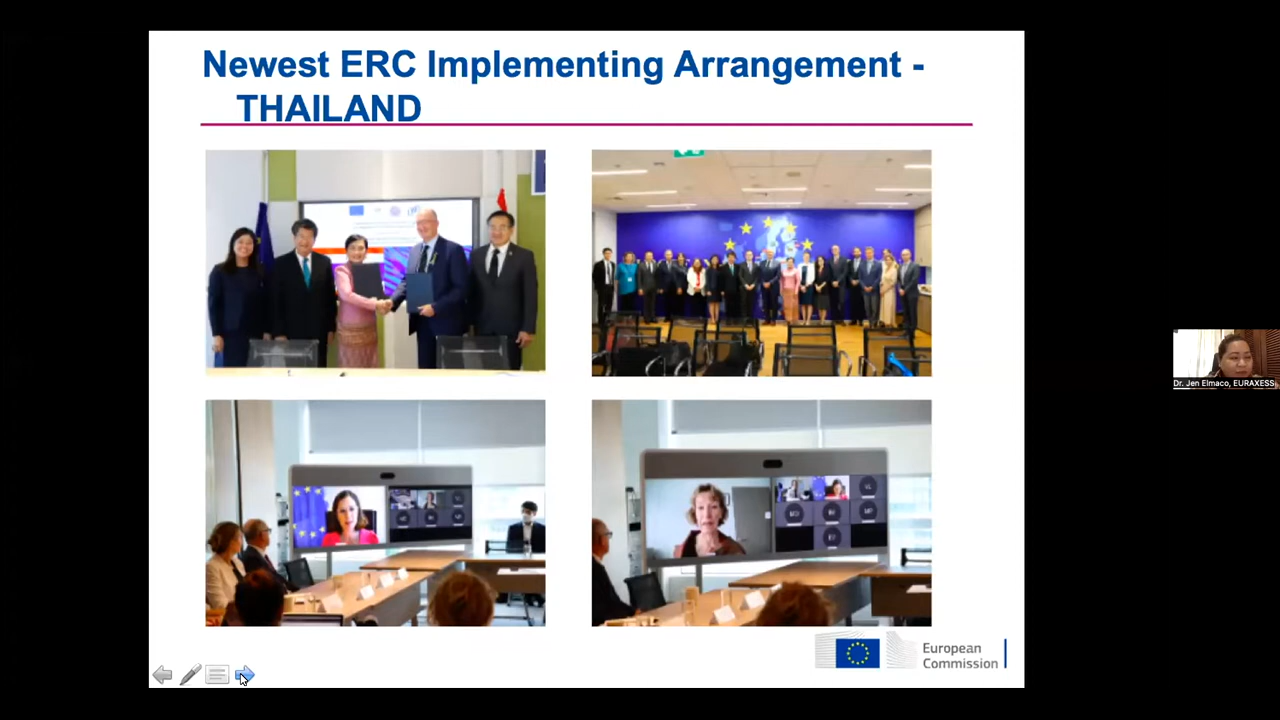 Newest ERC Implementing Arrangement -
THAILAND
European
Commission
Dr. Jen Elmaco, EURAXESS